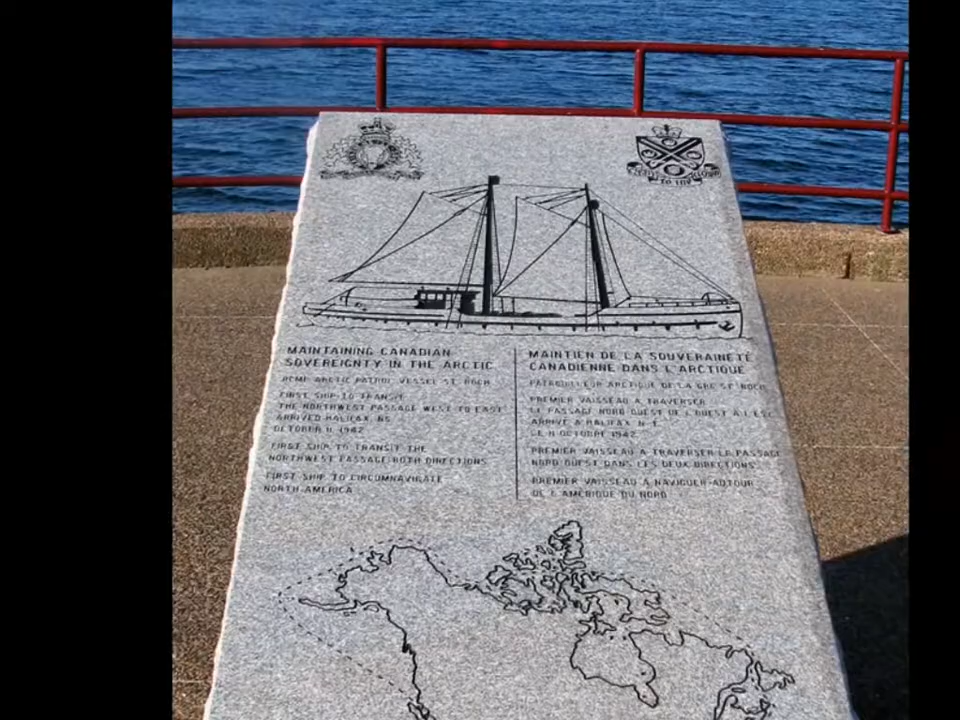 MAINTAINING CANADIAN
SOVEREIGNTY IN THE ARCTIC
RCMP ARCTIC PATROL VESSEL ST. ROCH
FIRST SHIP TO TRANSIT
THE NORTHWEST PASSAGE WEST TO EAST
ARRIVED HALIFAX, NS
OCTOBER 11, 1942
FIRST SHIP TO TRANSIT THE
NORTHWEST PASSAGE BOTH DIRECTIONS
FIRST SHIP TO CIRCUMNAVIGATE
NORTH AMERICA
MAINTIEN DE LA SOUVERAINETÉ
CANADIENNE DANS L'ARCTIQUE
PATROUILLEUR ARCTIQUE DE LA GRC ST. ROCH
PREMIER VAISSEAU À TRAVERSER
LE PASSAGE NORD OUEST DE L'OUEST À L'EST
ARRIVÉ À HALIFAX N.-É.
LE 11 OCTOBRE 1942
PREMIER VAISSEAU À TRAVERSER LA PASSAGE
NORD OUEST DANS LES DEUX DIRECTIONS
PREMIER VAISSEAU À NAVIGUER AUTOUR
DE L'AMÉRIQUE DU NORD